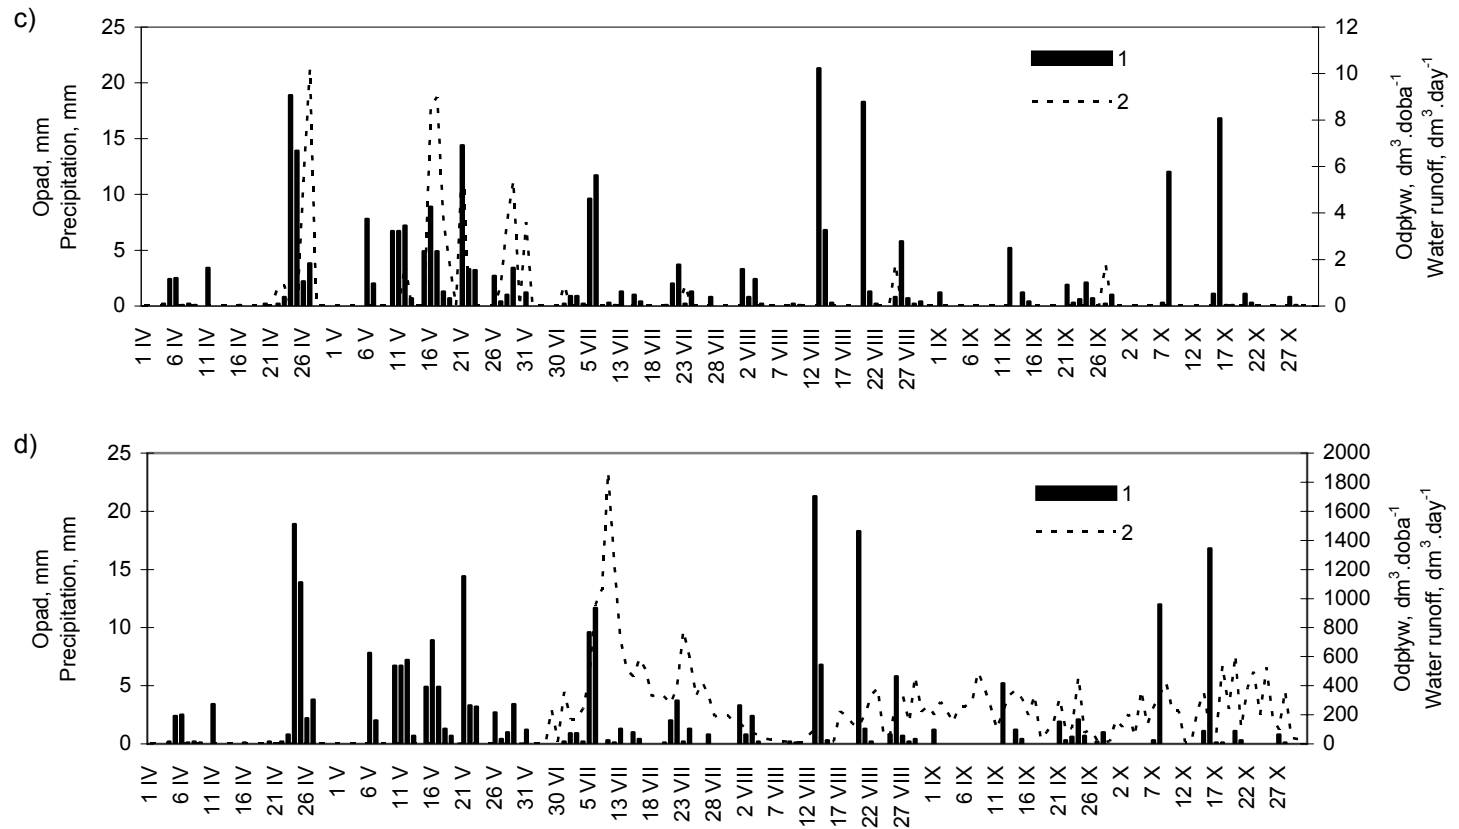 c)
25
20
15
10
5
0
Opad, mm
Precipitation, mm
12
10
8
6
4
2
0
Odpływ, dm³.doba⁻¹
Water runoff, dm³.day⁻¹
1
2
1 IV
6 IV
11 IV
16 IV
21 IV
26 IV
1 V
6 V
11 V
16 V
21 V
26 V
31 V
30 VI
5 VII
13 VII
18 VII
23 VII
28 VII
2 VIII
7 VIII
12 VIII
17 VIII
22 VIII
27 VIII
1 IX
6 IX
11 IX
16 IX
21 IX
26 IX
2 X
7 X
12 X
17 X
22 X
27 X
d)
25
20
15
10
5
0
Opad, mm
Precipitation, mm
2000
1800
1600
1400
1200
1000
800
600
400
200
0
Odpływ, dm³.doba⁻¹
Water runoff, dm³.day⁻¹
1
2
1 IV
6 IV
11 IV
16 IV
21 IV
26 IV
1 V
6 V
11 V
16 V
21 V
26 V
31 V
30 VI
5 VII
13 VII
18 VII
23 VII
28 VII
2 VIII
7 VIII
12 VIII
17 VIII
22 VIII
27 VIII
1 IX
6 IX
11 IX
16 IX
21 IX
26 IX
2 X
7 X
12 X
17 X
22 X
27 X